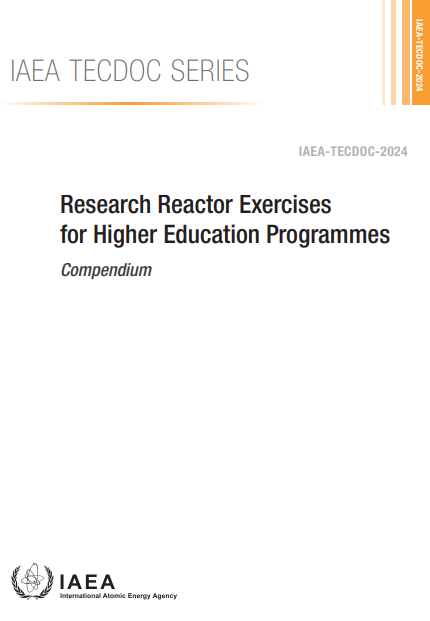 IAEA TECDOC SERIES
IAEA-TECDOC-2024
IAEA-TECDOC-2024
Research Reactor Exercises
for Higher Education Programmes
Compendium
IAEA
International Atomic Energy Agency